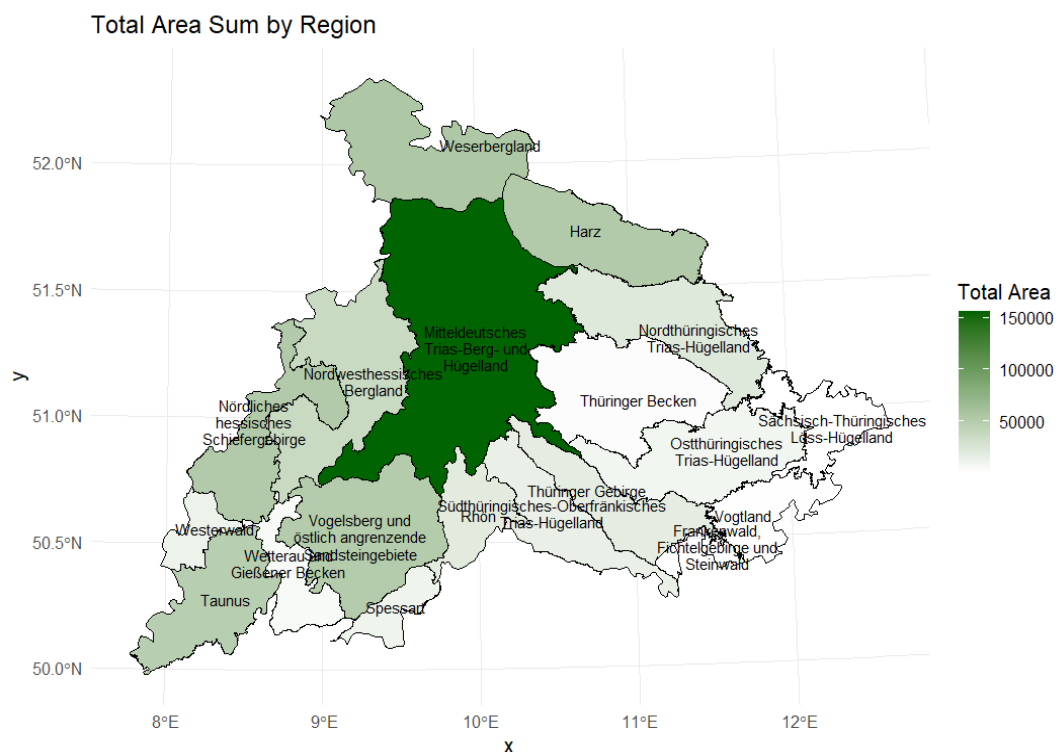 Total Area Sum by Region
52.0°N
51.5°N
51.0°N
50.5°N
50.0°N
y
8°E
9°E
10°E
11°E
12°E
x
Weserbergland
Harz
Mitteldeutsches
Trias-Berg- und
Hügelland
Nordthüringisches
Trias-Hügelland
Nordwesthessisches
Bergland
Thüringer Becken
Nördliches
hessisches
Schiefergebirge
Sächsisch-Thüringisches
Löss-Hügelland
Ostthüringisches
Trias-Hügelland
Thüringer Gebirge
Südthüringisches-Oberfränkisches
Trias-Hügelland
Rhön
Vogtland
Frankenwald,
Fichtelgebirge und
Steinwald
Westerwald
Vogelsberg und
östlich angrenzende
Sandsteingebiete
Wetterau und
Gießener Becken
Taunus
Spessart
Total Area
150000
100000
50000